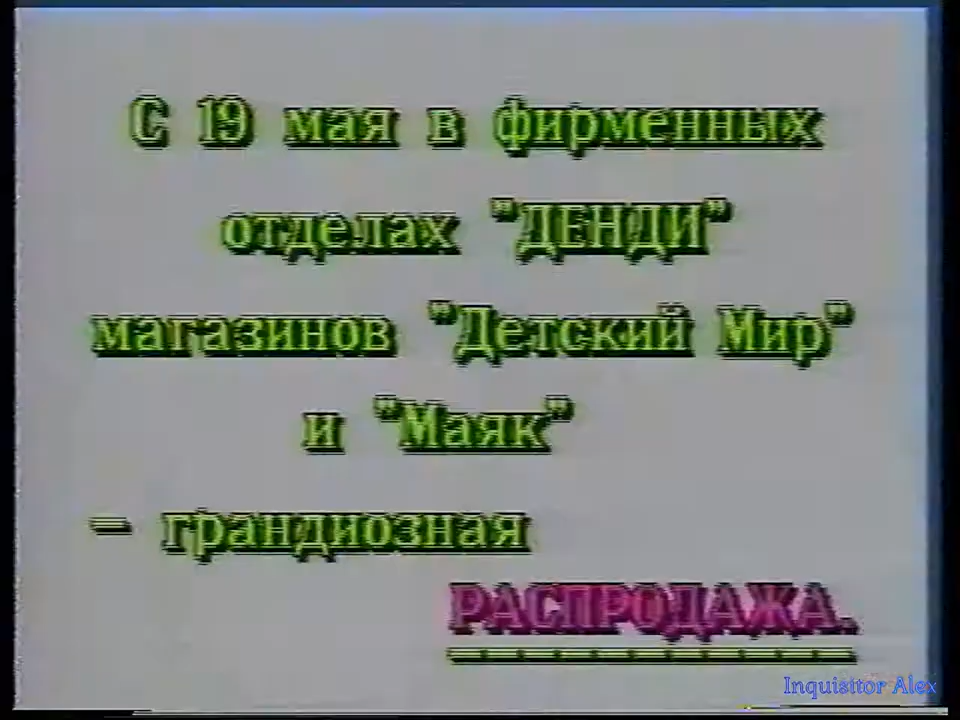 С 19 мая в фирменных
отделах "ДЕНДИ"
магазинов "Детский Мир"
и "Маяк"
- грандиозная
РАСПРОДАЖА.
Inquisitor Alex